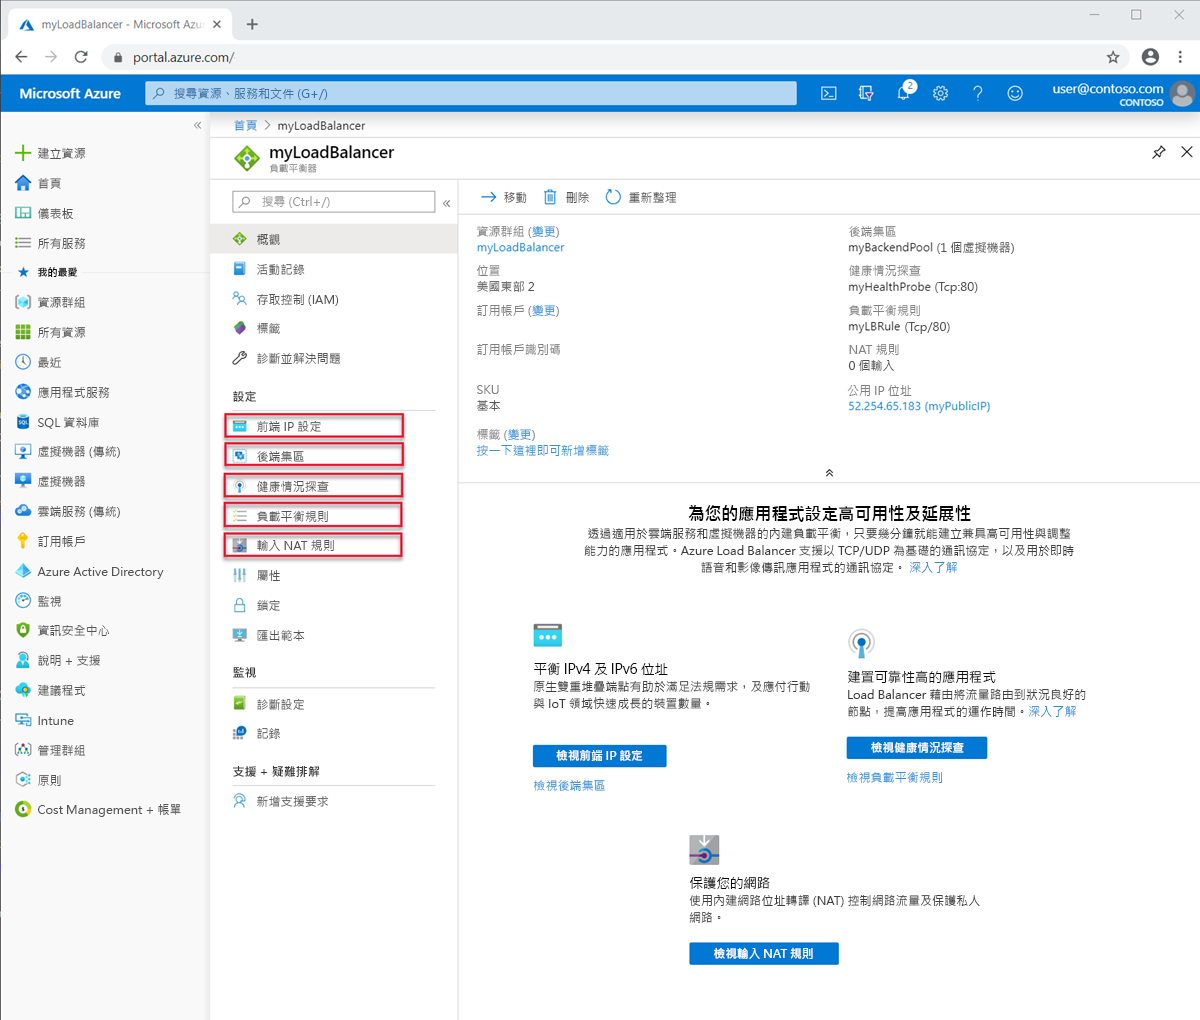 myLoadBalancer - Microsoft Azu
portal.azure.com/
Microsoft Azure
搜尋資源、服務和文件 (G+/)
2
user@contoso.com
CONTOSO
建立資源
首頁
儀表板
所有服務
我的最愛
資源群組
所有資源
最近
應用程式服務
SQL 資料庫
虛擬機器 (傳統)
虛擬機器
雲端服務 (傳統)
訂用帳戶
Azure Active Directory
監視
資訊安全中心
說明 + 支援
建議程式
Intune
管理群組
原則
Cost Management + 帳單
首頁 > myLoadBalancer
myLoadBalancer
負載平衡器
搜尋 (Ctrl+/)
概觀
活動記錄
存取控制 (IAM)
標籤
診斷並解決問題
設定
前端 IP 設定
後端集區
健康情況探查
負載平衡規則
輸入 NAT 規則
屬性
鎖定
匯出範本
監視
診斷設定
記錄
支援 + 疑難排解
新增支援要求
移動
刪除
重新整理
資源群組 (變更)
myLoadBalancer
位置
美國東部 2
訂用帳戶 (變更)
訂用帳戶識別碼
SKU
基本
標籤 (變更)
按一下這裡即可新增標籤
後端集區
myBackendPool (1 個虛擬機器)
健康情況探查
myHealthProbe (Tcp:80)
負載平衡規則
myLBRule (Tcp/80)
NAT 規則
0 個輸入
公用 IP 位址
52.254.65.183 (myPublicIP)
為您的應用程式設定高可用性及延展性
透過適用於雲端服務和虛擬機器的內建負載平衡，只要幾分鐘就能建立兼具高可用性與調整
能力的應用程式。Azure Load Balancer 支援以 TCP/UDP 為基礎的通訊協定，以及用於即時
語音和影像傳訊應用程式的通訊協定。 深入了解
平衡 IPv4 及 IPv6 位址
原生雙重堆疊端點有助於滿足法規需求，及應付行動
與 IoT 領域快速成長的裝置數量。
檢視前端 IP 設定
檢視後端集區
建置可靠性高的應用程式
Load Balancer 藉由將流量路由到狀況良好的
節點，提高應用程式的運作時間。深入了解
檢視健康情況探查
檢視負載平衡規則
保護您的網路
使用內建網路位址轉譯 (NAT) 控制網路流量及保護私人
網路。
檢視輸入 NAT 規則